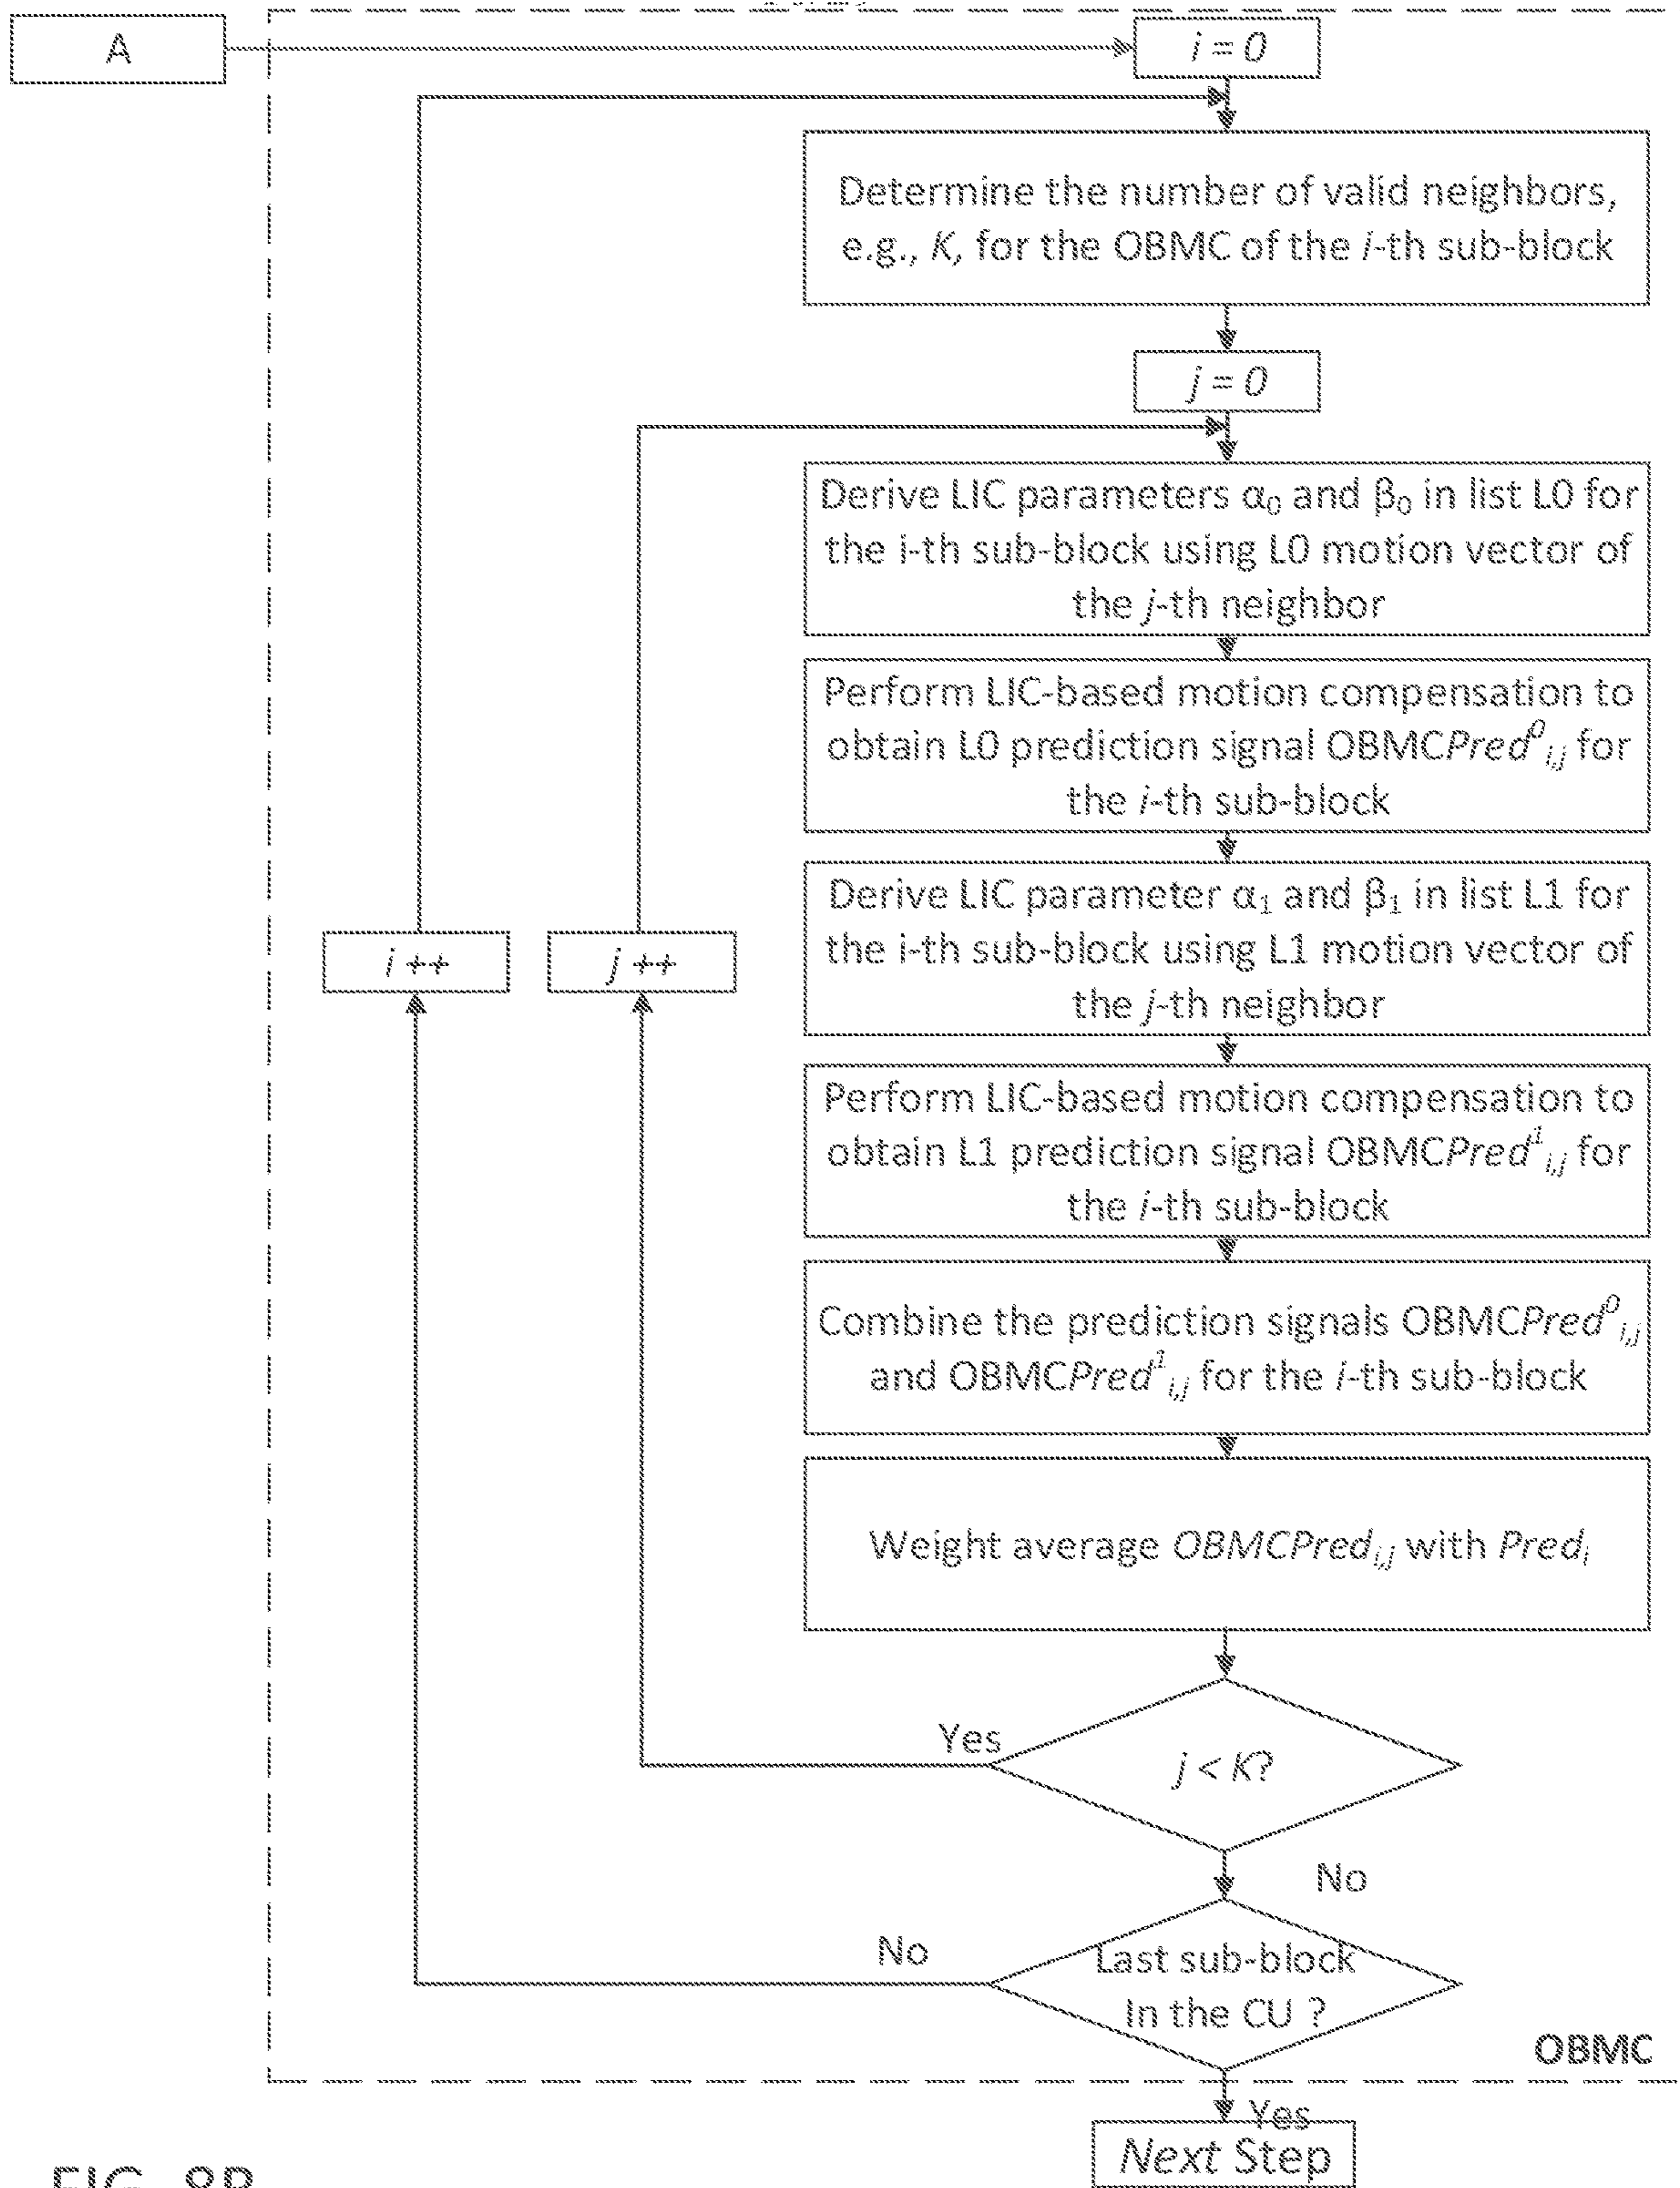 A
i = 0
Determine the number of valid neighbors,
e.g., K, for the OBMC of the i-th sub-block
j = 0
Derive LIC parameters α₀ and β₀ in list L0 for
the i-th sub-block using L0 motion vector of
the j-th neighbor
Perform LIC-based motion compensation to
obtain L0 prediction signal OBMCPred⁰i,j for
the i-th sub-block
Derive LIC parameter α₁ and β₁ in list L1 for
the i-th sub-block using L1 motion vector of
the j-th neighbor
i ++
j ++
Perform LIC-based motion compensation to
obtain L1 prediction signal OBMCPred¹i,j for
the i-th sub-block
Combine the prediction signals OBMCPred⁰i,j
and OBMCPred¹i,j for the i-th sub-block
Weight average OBMCPredi,j with Predi
Yes
j < K?
No
No
Last sub-block
In the CU ?
OBMC
Yes
Next Step
FIG. 8B